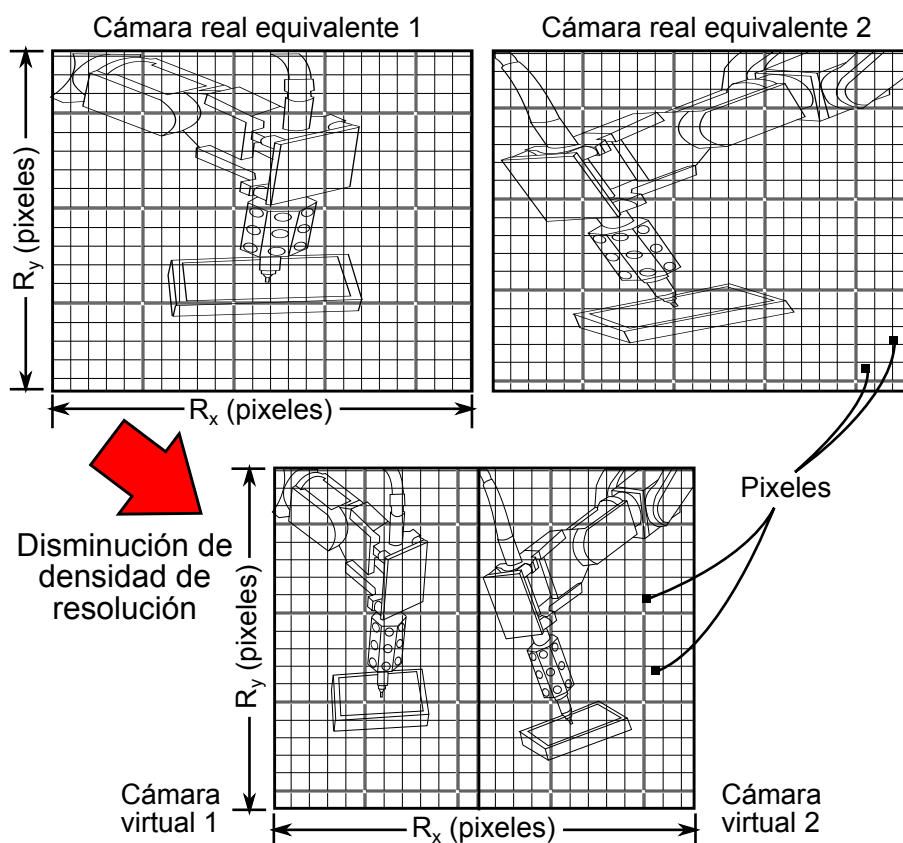 Cámara real equivalente 1
Cámara real equivalente 2
R_y (pixeles)
R_x (pixeles)
Pixeles
Disminución de
densidad de
resolución
R_y (pixeles)
Cámara
virtual 1
R_x (pixeles)
Cámara
virtual 2